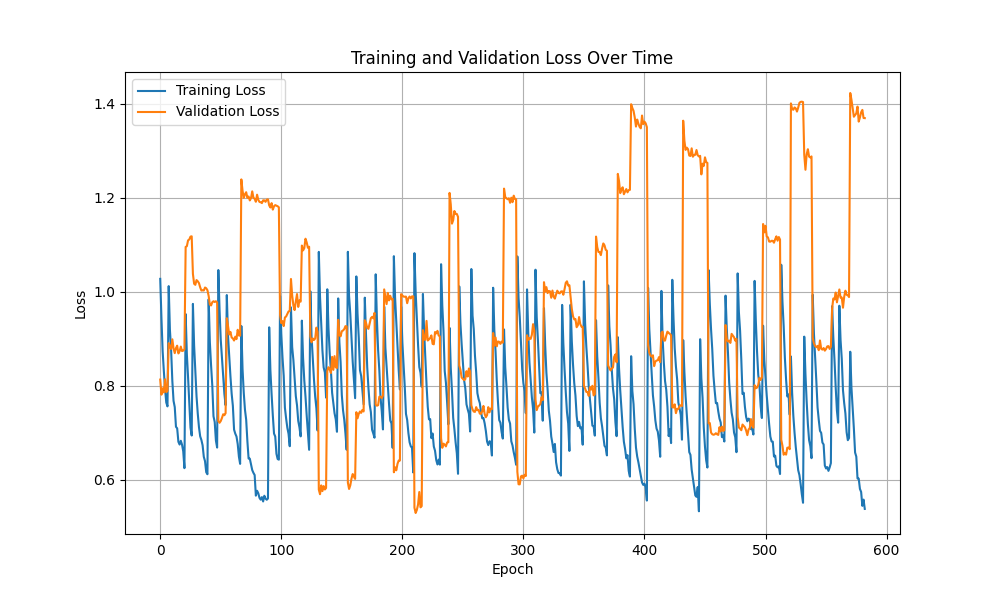 Training and Validation Loss Over Time
Training Loss
Validation Loss
1.4
1.2
1.0
0.8
0.6
Loss
0
100
200
300
400
500
600
Epoch